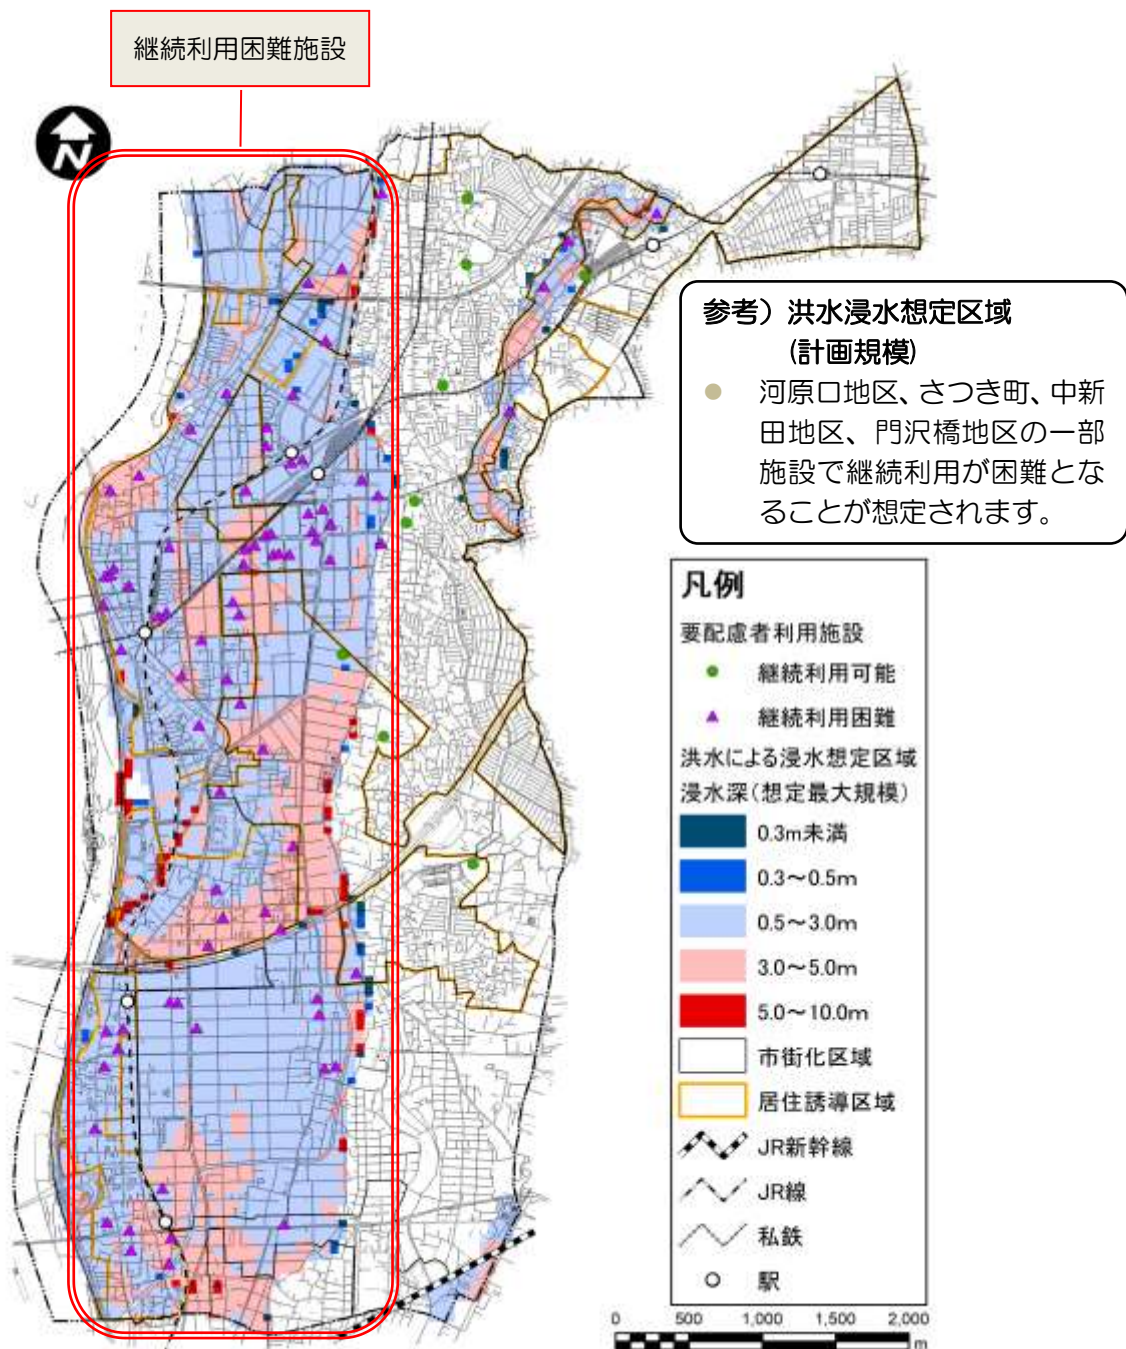 継続利用困難施設
N
参考）洪水浸水想定区域
(計画規模)
● 河原口地区、さつき町、中新
田地区、門沢橋地区の一部
施設で継続利用が困難とな
ることが想定されます。
凡例
要配慮者利用施設
継続利用可能
継続利用困難
洪水による浸水想定区域
浸水深(想定最大規模)
0.3m未満
0.3～0.5m
0.5～3.0m
3.0～5.0m
5.0～10.0m
市街化区域
居住誘導区域
JR新幹線
JR線
私鉄
駅
0 500 1,000 1,500 2,000
m